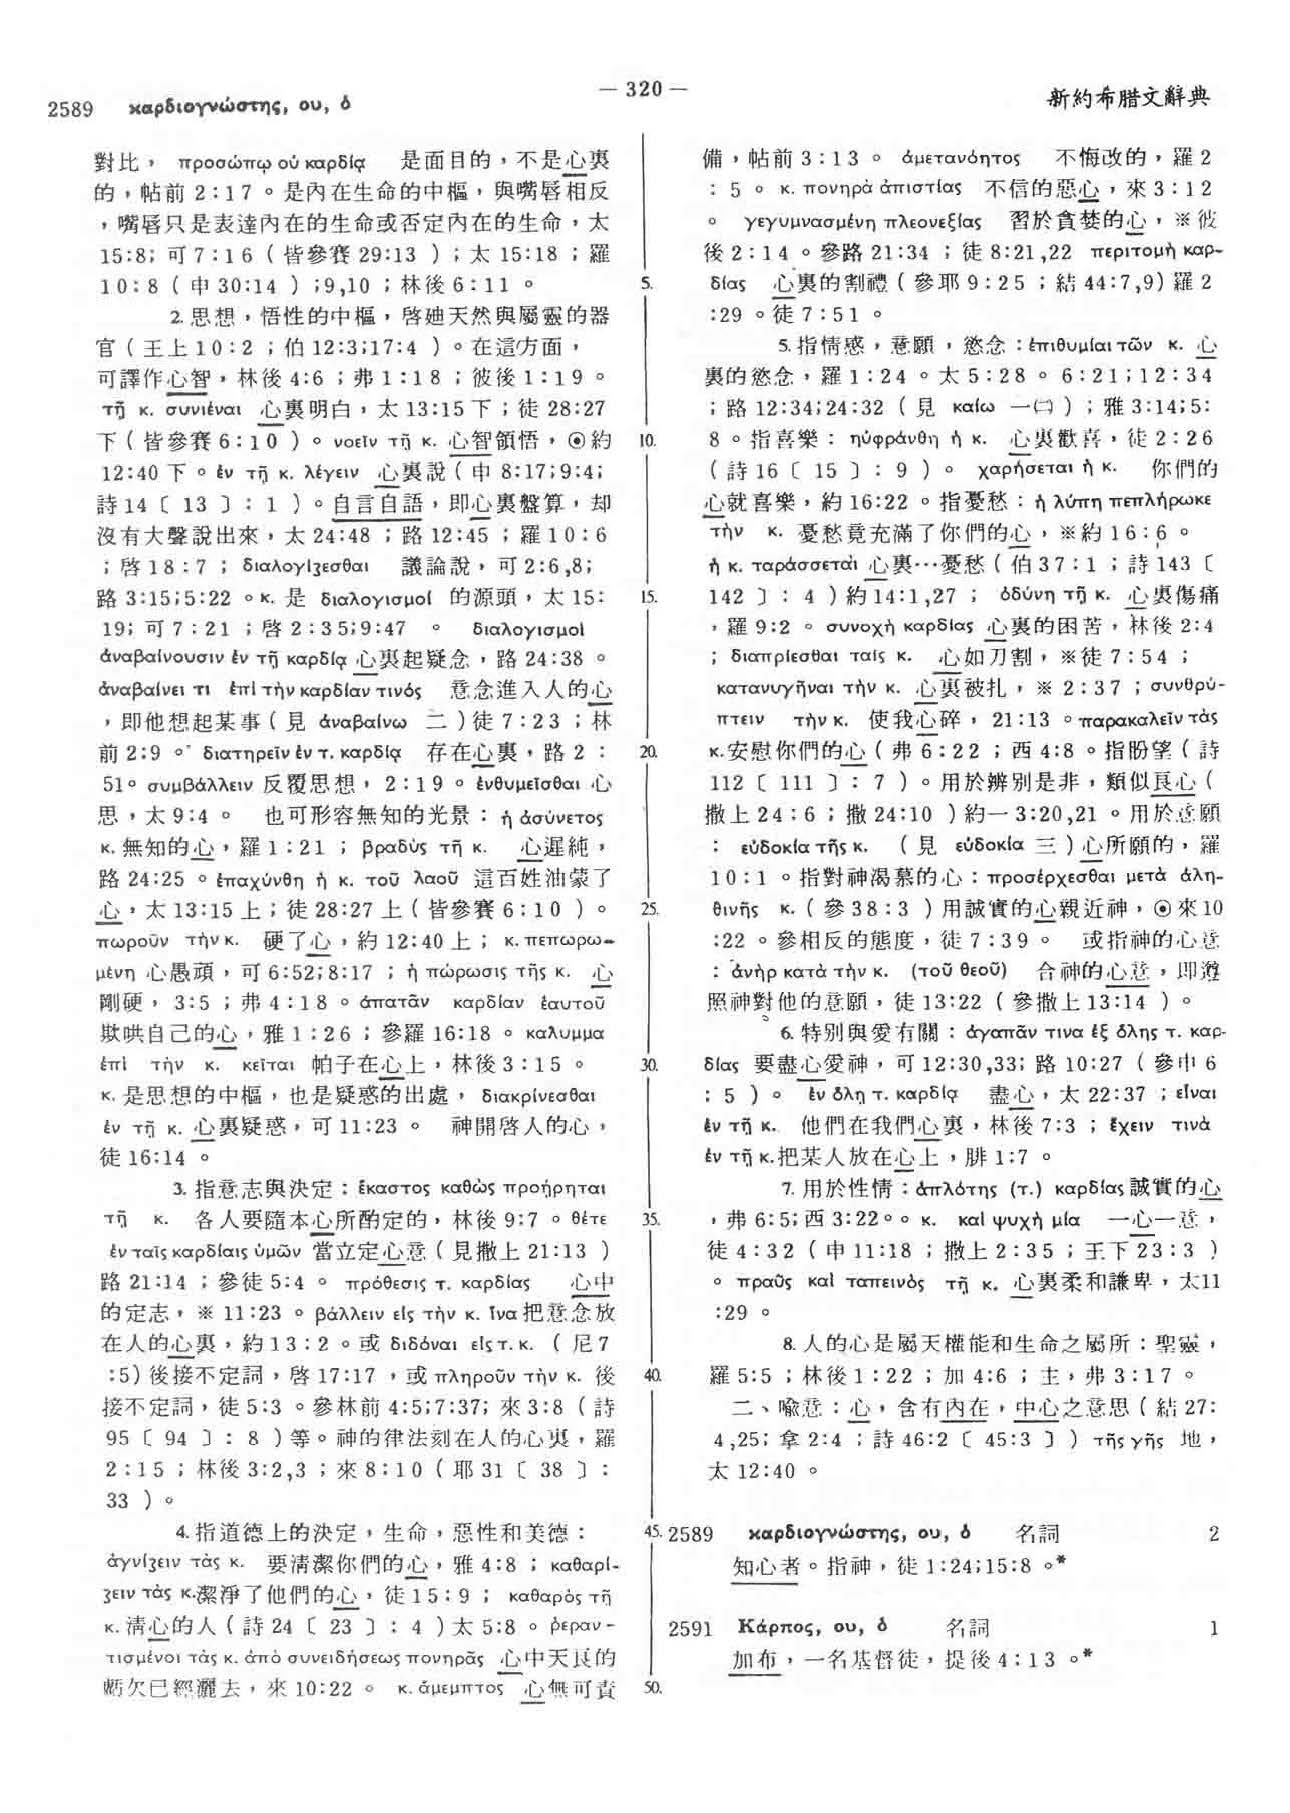 2589 καρδιογνώστης, ου, ὁ
— 320 —
新約希腊文辭典
對比， προσώπῳ οὐ καρδίᾳ 是面目的，不是心裏
的，帖前 2:17。是內在生命的中樞，與嘴唇相反
，嘴唇只是表達內在的生命或否定內在的生命，太
15:8; 可 7:16（皆參賽 29:13 ）；太 15:18 ；羅
10:8（申 30:14 ）;9,10 ；林後 6:11 。
2. 思想，悟性的中樞，啓廸天然與屬靈的器
官（王上 10:2 ；伯 12:3;17:4 ）。在這方面，
可譯作心智，林後 4:6 ；弗 1:18 ；彼後 1:19 。
τῇ κ. συνιέναι 心裏明白，太 13:15 下；徒 28:27
下（皆參賽 6:10 ）。νοεῖν τῇ κ. 心智領悟，⊙約
12:40 下。ἐν τῇ κ. λέγειν 心裏說（申 8:17;9:4;
詩 14〔 13 〕: 1 ）。自言自語，即心裏盤算，却
沒有大聲說出來，太 24:48 ；路 12:45 ；羅 10:6
；啓 18:7 ； διαλογίζεσθαι 議論說，可 2:6,8;
路 3:15;5:22 。κ. 是 διαλογισμοί 的源頭，太 15:
19; 可 7:21 ；啓 2:35;9:47 。 διαλογισμοὶ
ἀναβαίνουσιν ἐν τῇ καρδίᾳ 心裏起疑念，路 24:38 。
ἀναβαίνει τι ἐπὶ τὴν καρδίαν τινός 意念進入人的心
，即他想起某事（見 ἀναβαίνω 二）徒 7:23 ；林
前 2:9 。 διατηρεῖν ἐν τ. καρδίᾳ 存在心裏，路 2 :
51。 συμβάλλειν 反覆思想， 2:19 。 ἐνθυμεῖσθαι 心
思，太 9:4 。 也可形容無知的光景：ἡ ἀσύνετος
κ. 無知的心，羅 1:21 ； βραδὺς τῇ κ. 心遲純，
路 24:25 。ἐπαχύνθη ἡ κ. τοῦ λαοῦ 這百姓油蒙了
心，太 13:15 上；徒 28:27 上（皆參賽 6:10 ）。
πωροῦν τὴν κ. 硬了心，約 12:40 上； κ. πεπωρω-
μένη 心愚頑，可 6:52;8:17 ；ἡ πώρωσις τῆς κ. 心
剛硬， 3:5 ；弗 4:18 。ἀπατᾶν καρδίαν ἑαυτοῦ
欺哄自己的心，雅 1:26 ；參羅 16:18 。καλυμμα
ἐπὶ τὴν κ. κεῖται 帕子在心上，林後 3:15 。
κ. 是思想的中樞，也是疑惑的出處， διακρίνεσθαι
ἐν τῇ κ. 心裏疑惑，可 11:23 。 神開啓人的心，
徒 16:14 。
3. 指意志與決定：ἕκαστος καθὼς προῄρηται
τῇ κ. 各人要隨本心所酌定的，林後 9:7 。θέτε
ἐν ταῖς καρδίαις ὑμῶν 當立定心意（見撒上 21:13 ）
路 21:14 ；參徒 5:4 。 πρόθεσις τ. καρδίας 心中
的定志，※ 11:23 。βάλλειν εἰς τὴν κ. ἵνα 把意念放
在人的心裏，約 13:2 。或 διδόναι εἰς τ. κ. （ 尼 7
:5）後接不定詞，啓 17:17 ，或 πληροῦν τὴν κ. 後
接不定詞，徒 5:3 。參林前 4:5;7:37; 來 3:8（詩
95〔 94 〕: 8 ）等。神的律法刻在人的心裏，羅
2:15 ；林後 3:2,3 ；來 8:10（耶 31〔 38 〕:
33 ）。
4. 指道德上的決定，生命，惡性和美德：
ἁγνίζειν τὰς κ. 要淸潔你們的心，雅 4:8 ；καθαρί-
ζειν τὰς κ. 潔淨了他們的心，徒 15:9 ； καθαρὸς τῇ
κ. 淸心的人（詩 24〔 23 〕: 4 ）太 5:8 。ῥεραν-
τισμένοι τὰς κ. ἀπὸ συνειδήσεως πονηρᾶς 心中天良的
虧欠已經灑去，來 10:22 。 κ. ἄμεμπτος 心無可責
5.
10.
15.
20.
25.
30.
35.
40.
45.
50.
備，帖前 3:13 。 ἀμετανόητος 不悔改的，羅 2
: 5 。 κ. πονηρὰ ἀπιστίας 不信的惡心，來 3:12
。 γεγυμνασμένη πλεονεξίας 習於貪婪的心，※彼
後 2:14 。參路 21:34 ；徒 8:21,22 περιτομὴ καρ-
δίας 心裏的割禮（參耶 9:25 ；結 44:7,9）羅 2
:29 。徒 7:51 。
5. 指情感，意願，慾念：ἐπιθυμίαι τῶν κ. 心
裏的慾念，羅 1:24 。太 5:28 。 6:21;12:34
；路 12:34;24:32（見 καίω 一㈡）；雅 3:14;5:
8 。指喜樂： ηὐφράνθη ἡ κ. 心裏歡喜，徒 2:26
（詩 16〔 15 〕: 9 ）。 χαρήσεται ἡ κ. 你們的
心就喜樂，約 16:22 。指憂愁：ἡ λύπη πεπλήρωκε
τὴν κ. 憂愁竟充滿了你們的心，※約 16:6 。
ἡ κ. ταράσσεται 心裏…憂愁（伯 37:1 ；詩 143〔
142 〕: 4 ）約 14:1,27 ； ὀδύνη τῇ κ. 心裏傷痛
，羅 9:2 。 συνοχὴ καρδίας 心裏的困苦，林後 2:4
； διαπρίεσθαι ταῖς κ. 心如刀割，※徒 7:54 ；
κατανυγῆναι τὴν κ. 心裏被扎，※ 2:37 ；συνθρύ-
πτειν τὴν κ. 使我心碎， 21:13 。παρακαλεῖν τὰς
κ. 安慰你們的心（弗 6:22 ；西 4:8 。指盼望（詩
112〔 111 〕: 7 ）。用於辨別是非，類似良心（
撒上 24:6 ；撒 24:10 ）約一 3:20,21 。用於意願
： εὐδοκία τῆς κ. （見 εὐδοκία 三）心所願的，羅
10:1 。指對神渴慕的心：προσέρχεσθαι μετὰ ἀλη-
θινῆς κ.（參 38:3 ）用誠實的心親近神，⊙來 10
:22 。參相反的態度，徒 7:39 。 或指神的心意
： ἀνὴρ κατὰ τὴν κ. (τοῦ θεοῦ) 合神的心意，即遵
照神對他的意願，徒 13:22（參撒上 13:14 ）。
6. 特別與愛有關：ἀγαπᾶν τινα ἐξ ὅλης τ. καρ-
δίας 要盡心愛神，可 12:30,33; 路 10:27（參申 6
: 5 ）。 ἐν ὅλῃ τ. καρδίᾳ 盡心，太 22:37 ；εἶναι
ἐν τῇ κ. 他們在我們心裏，林後 7:3 ；ἔχειν τινὰ
ἐν τῇ κ. 把某人放在心上，腓 1:7 。
7. 用於性情：ἁπλότης (τ.) καρδίας 誠實的心
，弗 6:5; 西 3:22。。κ. καὶ ψυχὴ μία 一心一意，
徒 4:32（申 11:18 ；撒上 2:35 ；王下 23:3 ）
。 πραῢς καὶ ταπεινὸς τῇ κ. 心裏柔和謙卑，太 11
:29 。
8. 人的心是屬天權能和生命之居所：聖靈，
羅 5:5 ；林後 1:22 ；加 4:6 ；主，弗 3:17 。
二、喩意：心，含有內在，中心之意思（結 27:
4,25; 拿 2:4 ；詩 46:2〔 45:3 〕）τῆς γῆς 地，
太 12:40 。
2589 καρδιογνώστης, ου, ὁ 名詞 2
知心者。指神，徒 1:24;15:8 。*
2591 Κάρπος, ου, ὁ 名詞 1
加布，一名基督徒，提後 4:13 。*